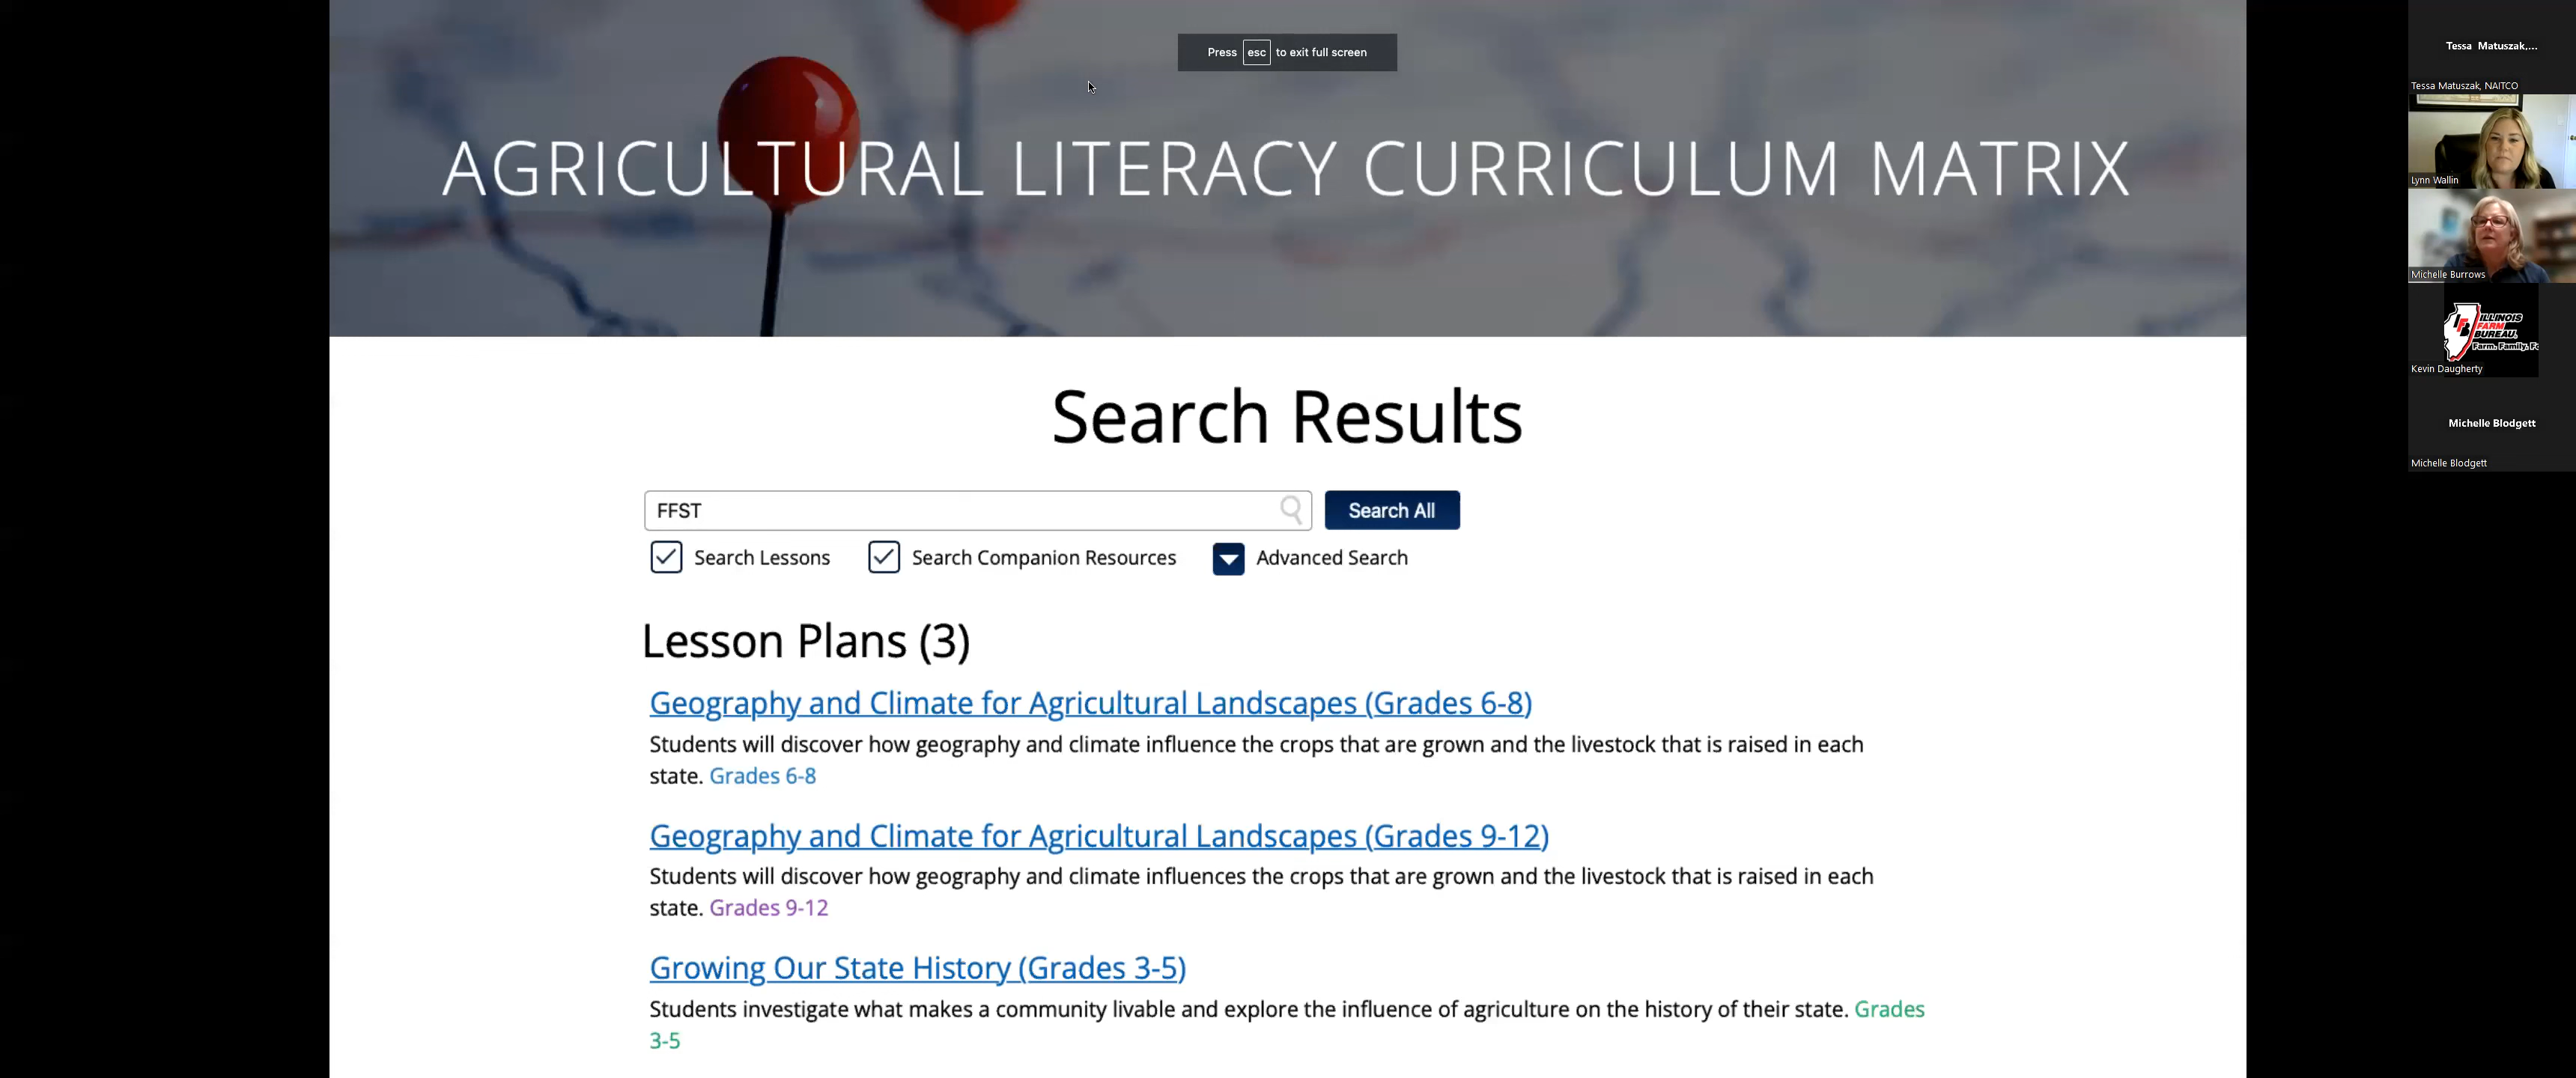 Press esc to exit full screen
AGRICULTURAL LITERACY CURRICULUM MATRIX
Search Results
FFST
Search All
Search Lessons
Search Companion Resources
Advanced Search
Lesson Plans (3)
Geography and Climate for Agricultural Landscapes (Grades 6-8)
Students will discover how geography and climate influence the crops that are grown and the livestock that is raised in each
state. Grades 6-8
Geography and Climate for Agricultural Landscapes (Grades 9-12)
Students will discover how geography and climate influences the crops that are grown and the livestock that is raised in each
state. Grades 9-12
Growing Our State History (Grades 3-5)
Students investigate what makes a community livable and explore the influence of agriculture on the history of their state. Grades
3-5
Tessa Matuszak,...
Tessa Matuszak, NAITCO
Lynn Wallin
Michelle Burrows
ILLINOIS
FARM
BUREAU.
Farm. Family. Fo
Kevin Daugherty
Michelle Blodgett
Michelle Blodgett